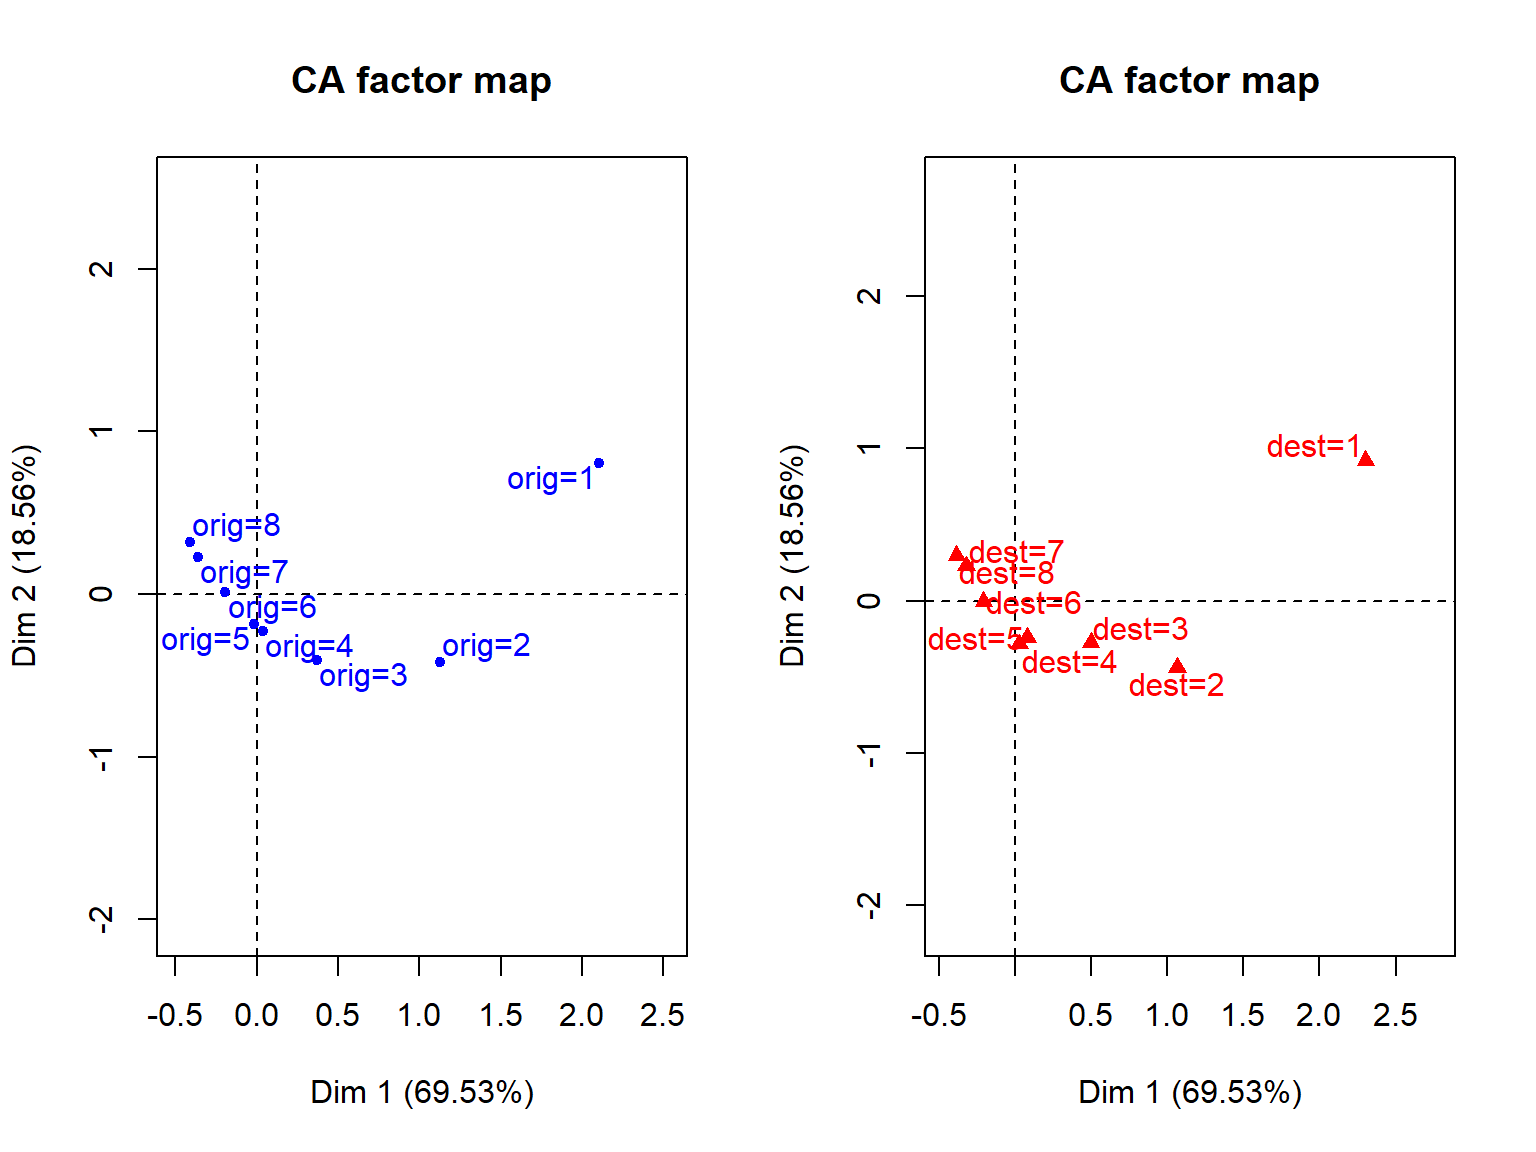 CA factor map
Dim 2 (18.56%)
2
1
0
-1
-2
orig=1
orig=8
orig=7
orig=6
orig=5
orig=4
orig=2
orig=3
-0.5 0.0 0.5 1.0 1.5 2.0 2.5
Dim 1 (69.53%)
CA factor map
Dim 2 (18.56%)
2
1
0
-1
-2
dest=1
dest=7
dest=8
dest=6
dest=3
dest=5
dest=4
dest=2
-0.5 0.5 1.0 1.5 2.0 2.5
Dim 1 (69.53%)